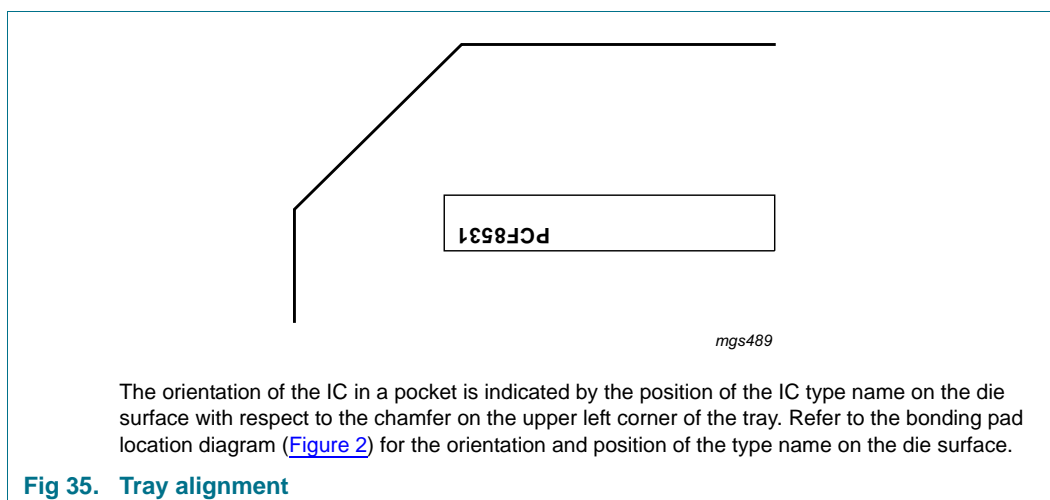 PCF8531
mgs489
The orientation of the IC in a pocket is indicated by the position of the IC type name on the die
surface with respect to the chamfer on the upper left corner of the tray. Refer to the bonding pad
location diagram (Figure 2) for the orientation and position of the type name on the die surface.
Fig 35. Tray alignment